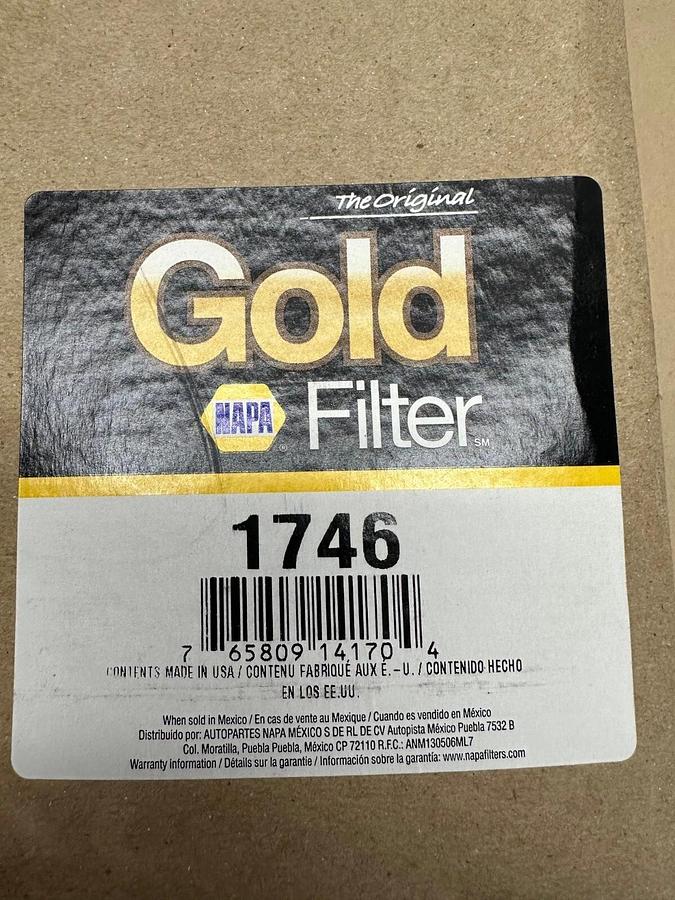 The Original
Gold
NAPA® Filter SM
1746
7 65809 14170 4
CONTENTS MADE IN USA / CONTENU FABRIQUÉ AUX É.-U. / CONTENIDO HECHO
EN LOS EE.UU.
When sold in Mexico / En cas de vente au Mexique / Cuando es vendido en México
Distribuido por: AUTOPARTES NAPA MÉXICO S DE RL DE CV Autopista México Puebla 7532 B
Col. Moratilla, Puebla Puebla, México CP 72110 R.F.C.: ANM130506ML7
Warranty information / Détails sur la garantie / Información sobre la garantía: www.napafilters.com